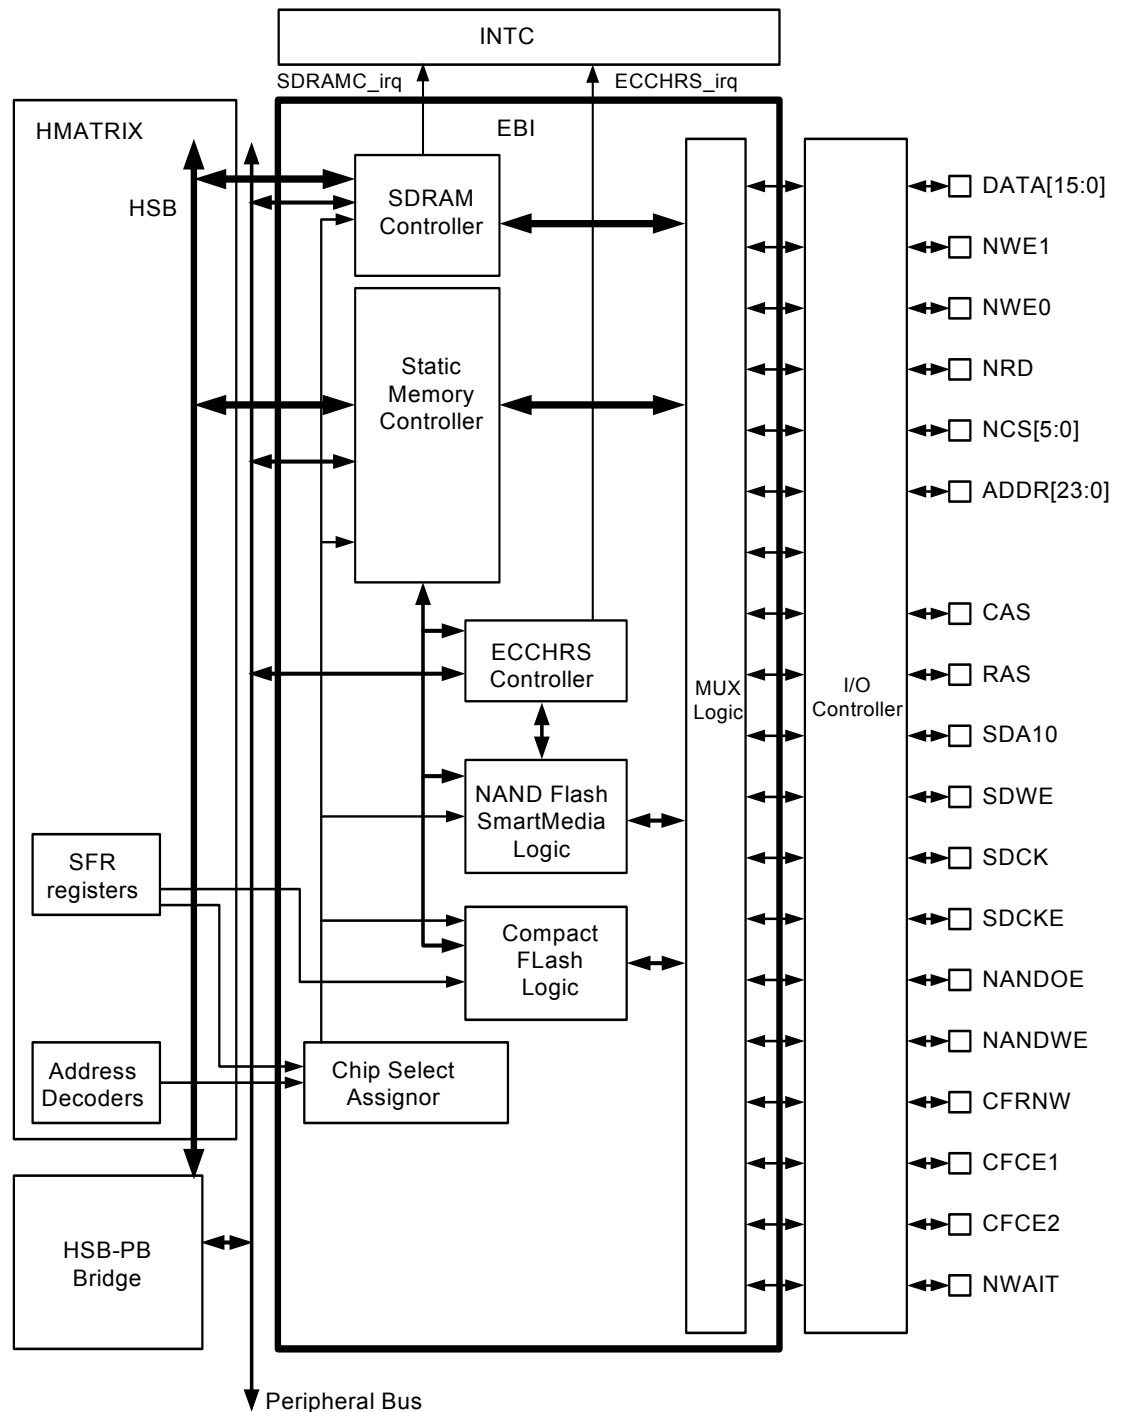 INTC
SDRAMC_irq
ECCHRS_irq
HMATRIX
EBI
HSB
SDRAM
Controller
Static
Memory
Controller
ECCHRS
Controller
NAND Flash
SmartMedia
Logic
Compact
FLash
Logic
SFR
registers
Address
Decoders
Chip Select
Assignor
HSB-PB
Bridge
Peripheral Bus
MUX
Logic
I/O
Controller
DATA[15:0]
NWE1
NWE0
NRD
NCS[5:0]
ADDR[23:0]
CAS
RAS
SDA10
SDWE
SDCK
SDCKE
NANDOE
NANDWE
CFRNW
CFCE1
CFCE2
NWAIT